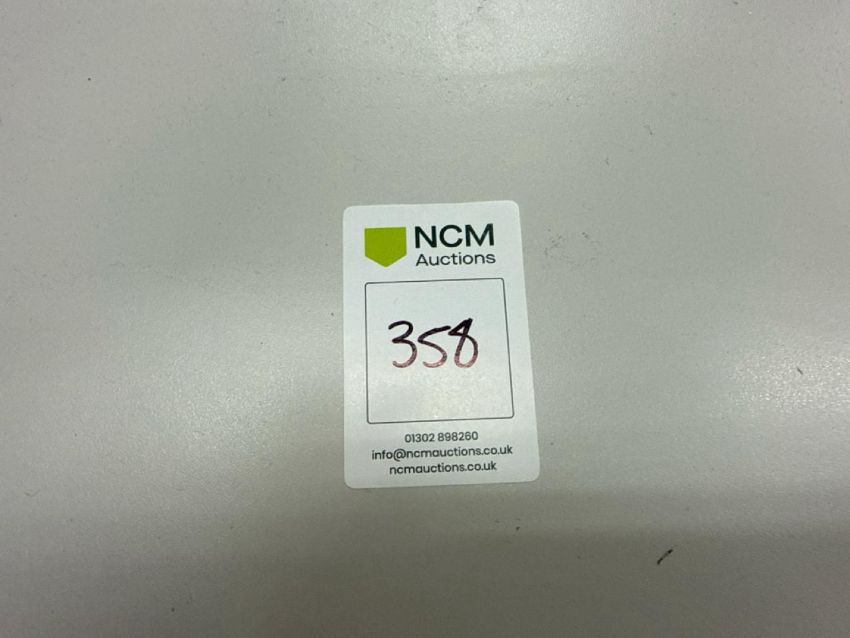 NCM
Auctions
358
01302 898260
info@ncmauctions.co.uk
ncmauctions.co.uk